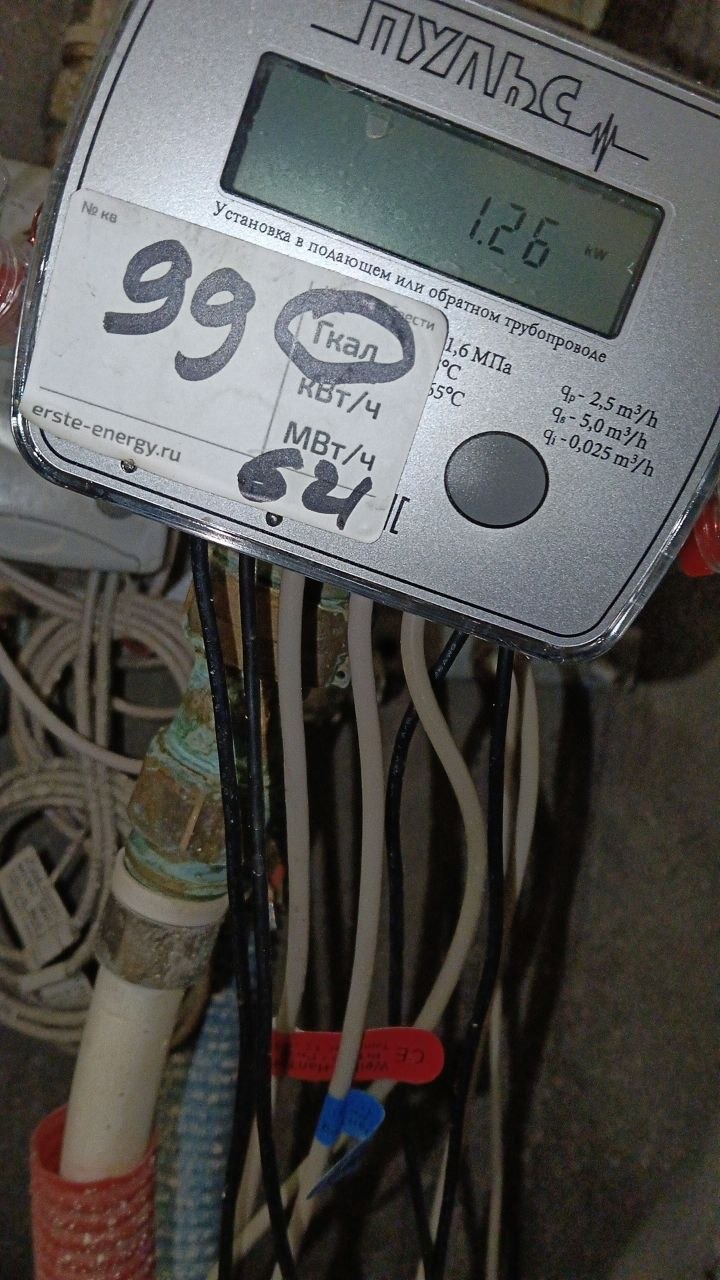 ПУЛЬС
1.26 kW
Установка в подающем или обратном трубопроводе
№ кв
99
Гкал
кВт/ч
МВт/ч
64
erste-energy.ru
1,6 МПа
°C
55°C
qp - 2,5 m³/h
qs - 5,0 m³/h
qi - 0,025 m³/h
CE